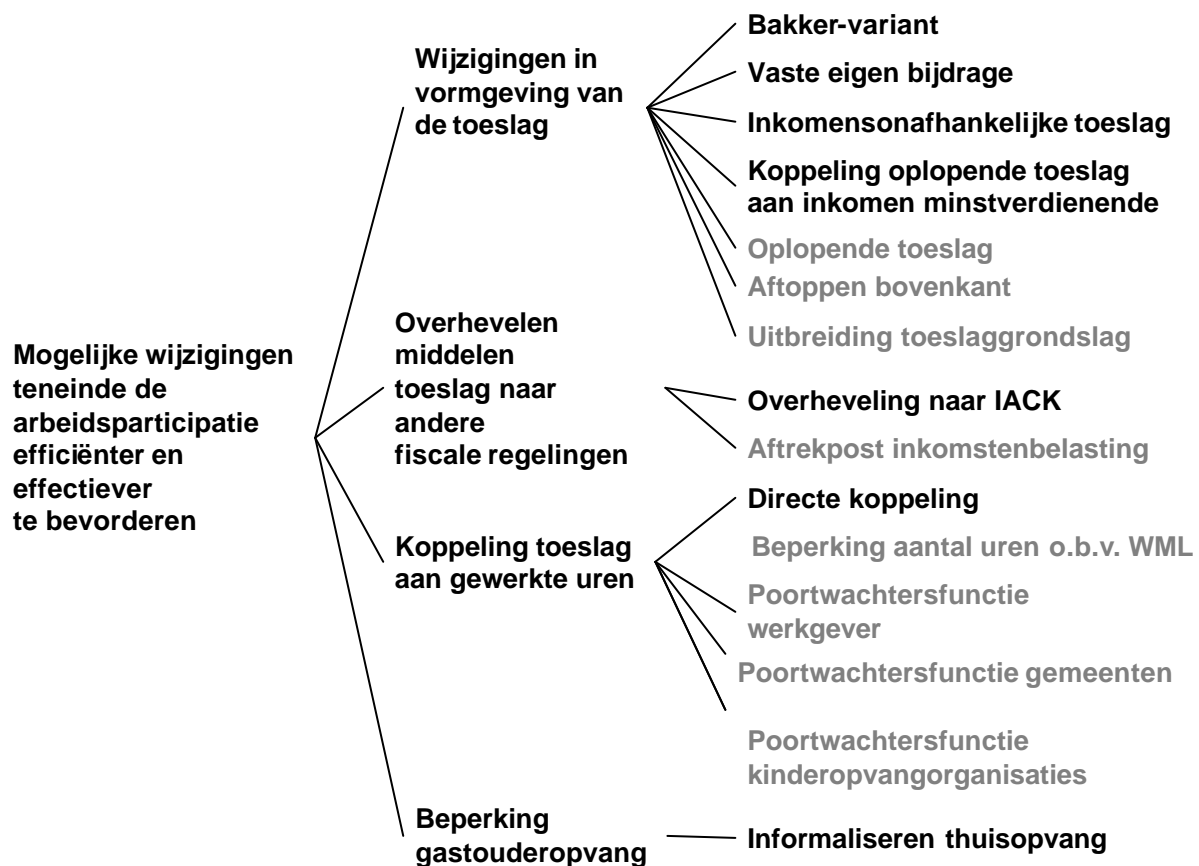 Mogelijke wijzigingen
teneinde de
arbeidsparticipatie
efficiënter en
effectiever
te bevorderen
Wijzigingen in
vormgeving van
de toeslag
Bakker-variant
Vaste eigen bijdrage
Inkomensonafhankelijke toeslag
Koppeling oplopende toeslag
aan inkomen minstverdienende
Oplopende toeslag
Aftoppen bovenkant
Uitbreiding toeslaggrondslag
Overhevelen
middelen
toeslag naar
andere
fiscale regelingen
Overheveling naar IACK
Aftrekpost inkomstenbelasting
Koppeling toeslag
aan gewerkte uren
Directe koppeling
Beperking aantal uren o.b.v. WML
Poortwachtersfunctie
werkgever
Poortwachtersfunctie gemeenten
Poortwachtersfunctie
kinderopvangorganisaties
Beperking
gastouderopvang
Informaliseren thuisopvang